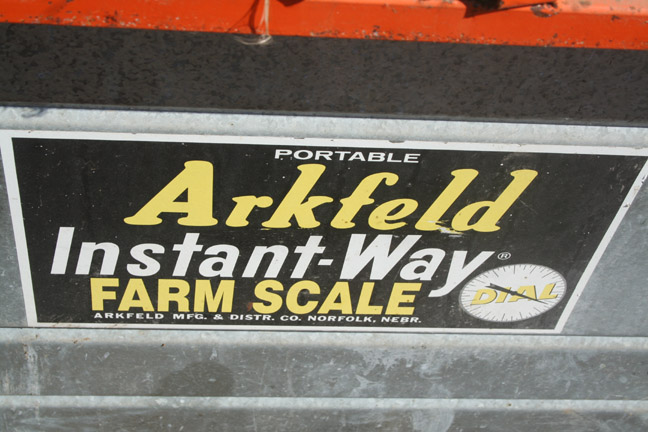 PORTABLE
Arkfeld
Instant-Way®
FARM SCALE
DIAL
ARKFELD MFG. & DISTR. CO. NORFOLK, NEBR.